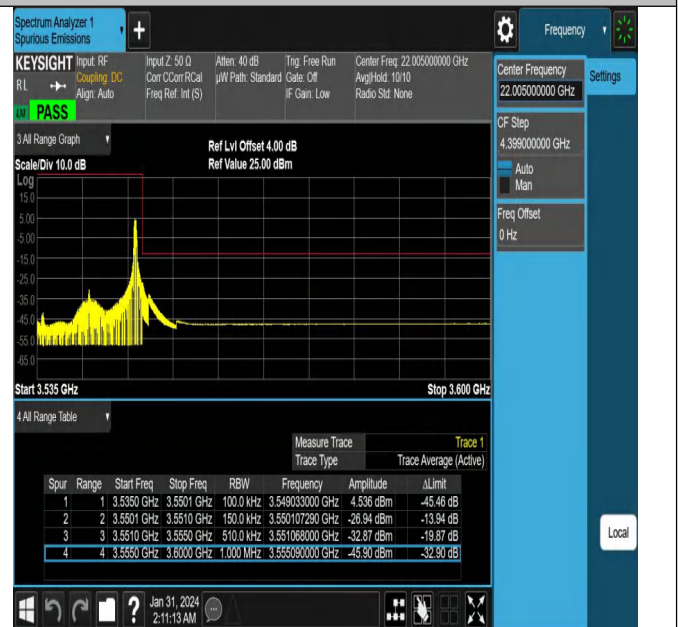 Spectrum Analyzer 1
Spurious Emissions
Frequency
KEYSIGHT Input: RF Input Z: 50 Ω Atten: 40 dB Trig: Free Run Center Freq: 22.005000000 GHz
RL Coupling: DC Corr CCorr RCal µW Path: Standard Gate: Off Avg|Hold: 10/10
Align: Auto Freq Ref: Int (S) IF Gain: Low Radio Std: None
PASS
Center Frequency
22.005000000 GHz
Settings
CF Step
4.399000000 GHz
Auto
Man
Freq Offset
0 Hz
3 All Range Graph
Ref Lvl Offset 4.00 dB
Scale/Div 10.0 dB Ref Value 25.00 dBm
Log
15.0
5.00
-5.00
-15.0
-25.0
-35.0
-45.0
-55.0
-65.0
Start 3.535 GHz Stop 3.600 GHz
4 All Range Table
Measure Trace Trace 1
Trace Type Trace Average (Active)
Spur Range Start Freq Stop Freq RBW Frequency Amplitude ΔLimit
1 1 3.5350 GHz 3.5501 GHz 100.0 kHz 3.549033000 GHz 4.536 dBm -45.46 dB
2 2 3.5501 GHz 3.5510 GHz 150.0 kHz 3.550107290 GHz -26.94 dBm -13.94 dB
3 3 3.5510 GHz 3.5550 GHz 510.0 kHz 3.551068000 GHz -32.87 dBm -19.87 dB
4 4 3.5550 GHz 3.6000 GHz 1.000 MHz 3.555090000 GHz -45.90 dBm -32.90 dB
Local
Jan 31, 2024
2:11:13 AM